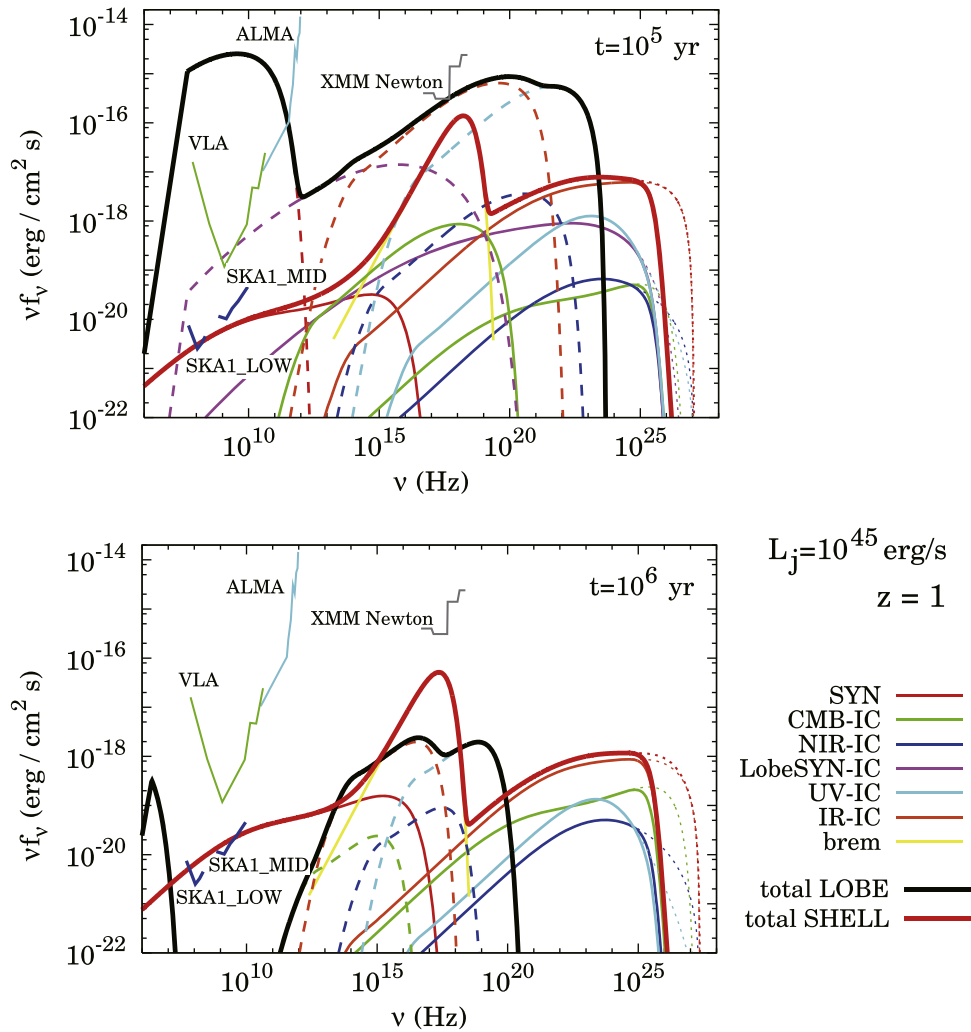 10^-14
ALMA
t=10^5 yr
XMM Newton
10^-16
VLA
10^-18
SKA1_MID
10^-20
SKA1_LOW
10^-22
νf_ν (erg / cm^2 s)
10^10 10^15 10^20 10^25
ν (Hz)
10^-14
ALMA
t=10^6 yr
XMM Newton
10^-16
VLA
10^-18
10^-20
SKA1_MID
SKA1_LOW
10^-22
νf_ν (erg / cm^2 s)
10^10 10^15 10^20 10^25
ν (Hz)
L_j=10^45 erg/s
z = 1
SYN
CMB-IC
NIR-IC
LobeSYN-IC
UV-IC
IR-IC
brem
total LOBE
total SHELL